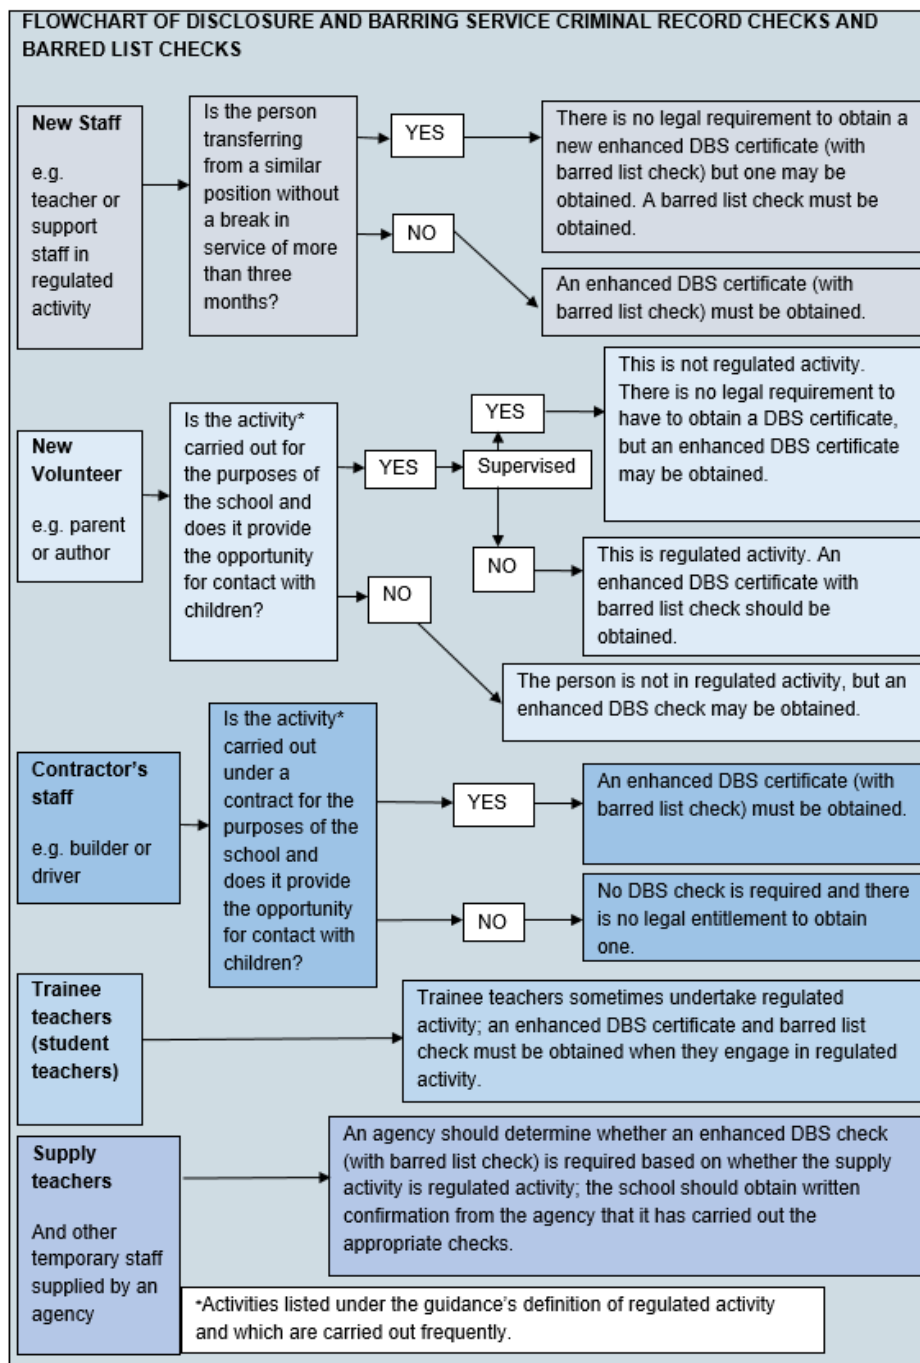 FLOWCHART OF DISCLOSURE AND BARRING SERVICE CRIMINAL RECORD CHECKS AND
BARRED LIST CHECKS
New Staff
e.g.
teacher or
support
staff in
regulated
activity
Is the person
transferring
from a similar
position without
a break in
service of more
than three
months?
YES
There is no legal requirement to obtain
a new enhanced DBS certificate (with
barred list check) but one may be
obtained. A barred list check must be
obtained.
NO
An enhanced DBS certificate (with
barred list check) must be obtained.
New
Volunteer
e.g. parent
or author
Is the activity*
carried out for
the purposes of
the school and
does it provide
the opportunity
for contact with
children?
YES
Supervised
YES
This is not regulated activity.
There is no legal requirement to
have to obtain a DBS certificate,
but an enhanced DBS certificate
may be obtained.
NO
This is regulated activity. An
enhanced DBS certificate with
barred list check should be
obtained.
NO
The person is not in regulated activity, but an
enhanced DBS check may be obtained.
Contractor's
staff
e.g. builder or
driver
Is the activity*
carried out
under a
contract for the
purposes of the
school and
does it provide
the opportunity
for contact with
children?
YES
An enhanced DBS certificate (with
barred list check) must be obtained.
NO
No DBS check is required and there
is no legal entitlement to obtain
one.
Trainee
teachers
(student
teachers)
Trainee teachers sometimes undertake regulated
activity; an enhanced DBS certificate and barred list
check must be obtained when they engage in regulated
activity.
Supply
teachers
And other
temporary staff
supplied by an
agency
An agency should determine whether an enhanced DBS check
(with barred list check) is required based on whether the supply
activity is regulated activity; the school should obtain written
confirmation from the agency that it has carried out the
appropriate checks.
*Activities listed under the guidance's definition of regulated activity
and which are carried out frequently.